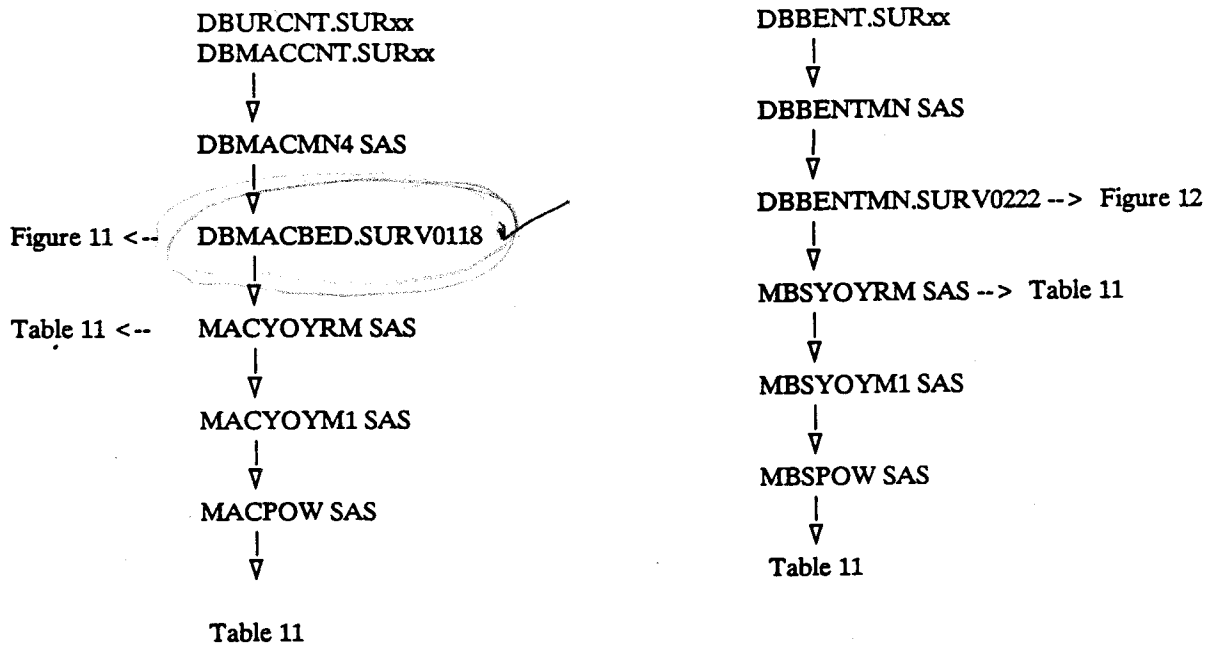 DBURCNT.SURxx
DBMACCNT.SURxx
DBMACMN4 SAS
Figure 11 <-- DBMACBED.SURV0118
Table 11 <-- MACYOYRM SAS
MACYOYM1 SAS
MACPOW SAS
Table 11
DBBENT.SURxx
DBBENTMN SAS
DBBENTMN.SURV0222 --> Figure 12
MBSYOYRM SAS --> Table 11
MBSYOYM1 SAS
MBSPOW SAS
Table 11